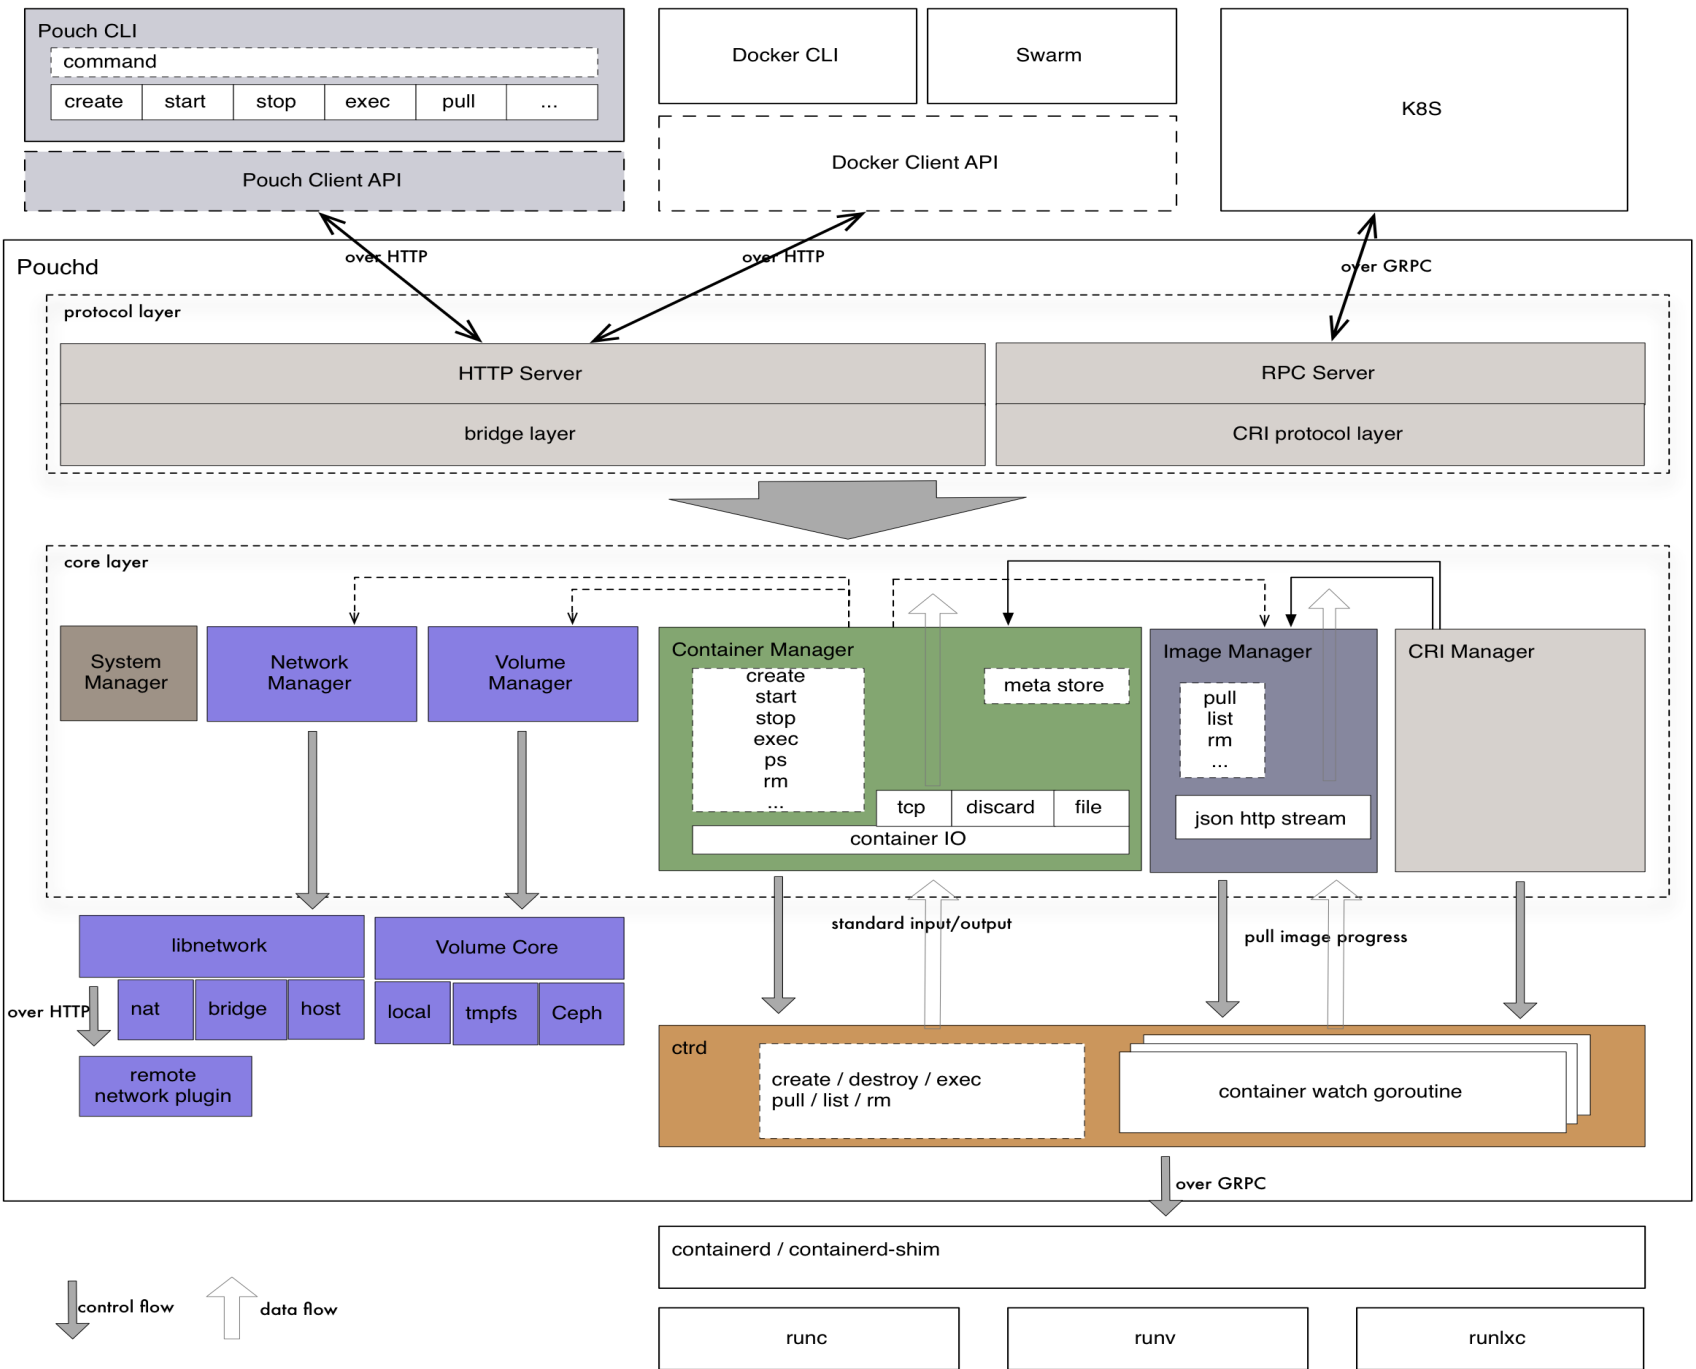 Pouch CLI
command
create start stop exec pull ...
Pouch Client API
Docker CLI
Swarm
Docker Client API
K8S
over HTTP
over HTTP
over GRPC
Pouchd
protocol layer
HTTP Server
RPC Server
bridge layer
CRI protocol layer
core layer
System
Manager
Network
Manager
Volume
Manager
Container Manager
create
start
stop
exec
ps
rm
...
meta store
tcp discard file
container IO
Image Manager
pull
list
rm
...
json http stream
CRI Manager
standard input/output
pull image progress
libnetwork
nat bridge host
over HTTP
remote
network plugin
Volume Core
local tmpfs Ceph
ctrd
create / destroy / exec
pull / list / rm
container watch goroutine
over GRPC
containerd / containerd-shim
control flow
data flow
runc
runv
runlxc